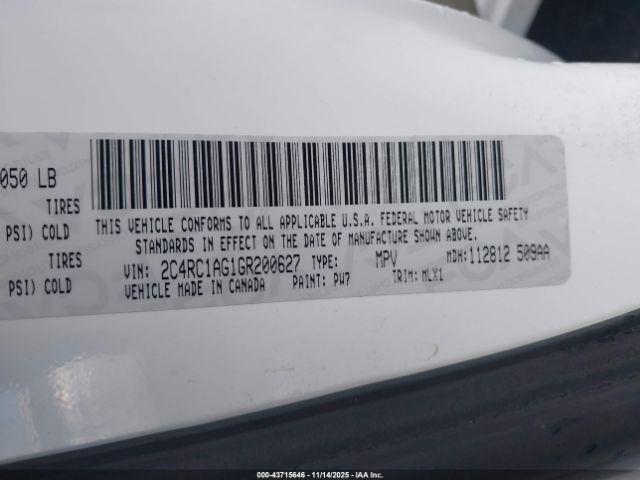 050 LB
TIRES
PSI) COLD
TIRES
PSI) COLD
THIS VEHICLE CONFORMS TO ALL APPLICABLE U.S.A. FEDERAL MOTOR VEHICLE SAFETY
STANDARDS IN EFFECT ON THE DATE OF MANUFACTURE SHOWN ABOVE.
VIN: 2C4RC1AG1GR200627 TYPE: MPV MDH: 112812 509AA
VEHICLE MADE IN CANADA PAINT: PW7 TRIM: MLX1
000-43715646 - 11/14/2025 - IAA Inc.